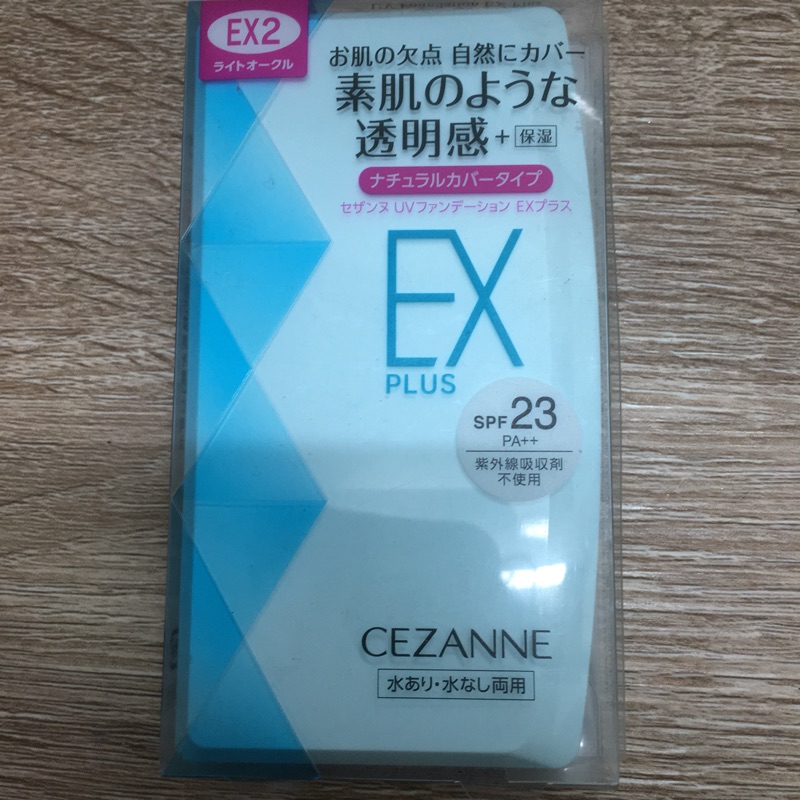 EX2
ライトオークル
お肌の欠点 自然にカバー
素肌のような
透明感+保湿
ナチュラルカバータイプ
セザンヌ UVファンデーション EXプラス
EX
PLUS
SPF23
PA++
紫外線吸収剤
不使用
CEZANNE
水あり・水なし両用